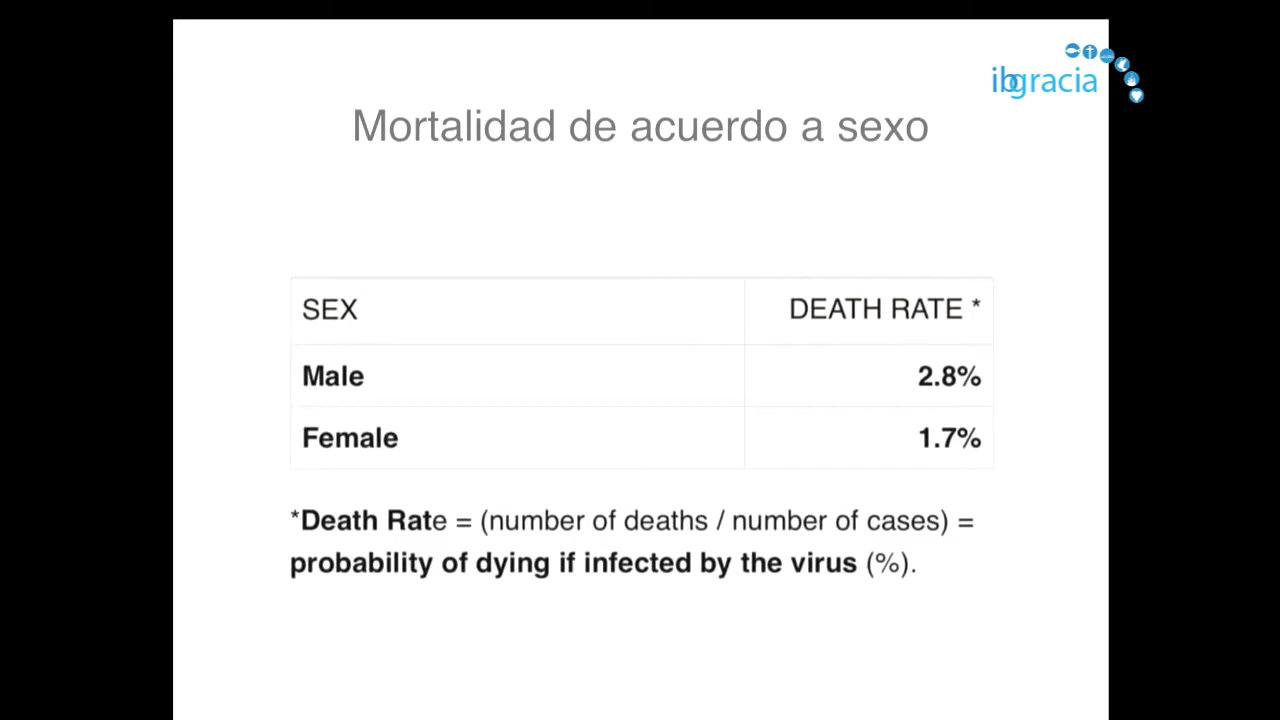 ibgracia
Mortalidad de acuerdo a sexo
SEX DEATH RATE *
Male 2.8%
Female 1.7%
*Death Rate = (number of deaths / number of cases) =
probability of dying if infected by the virus (%).